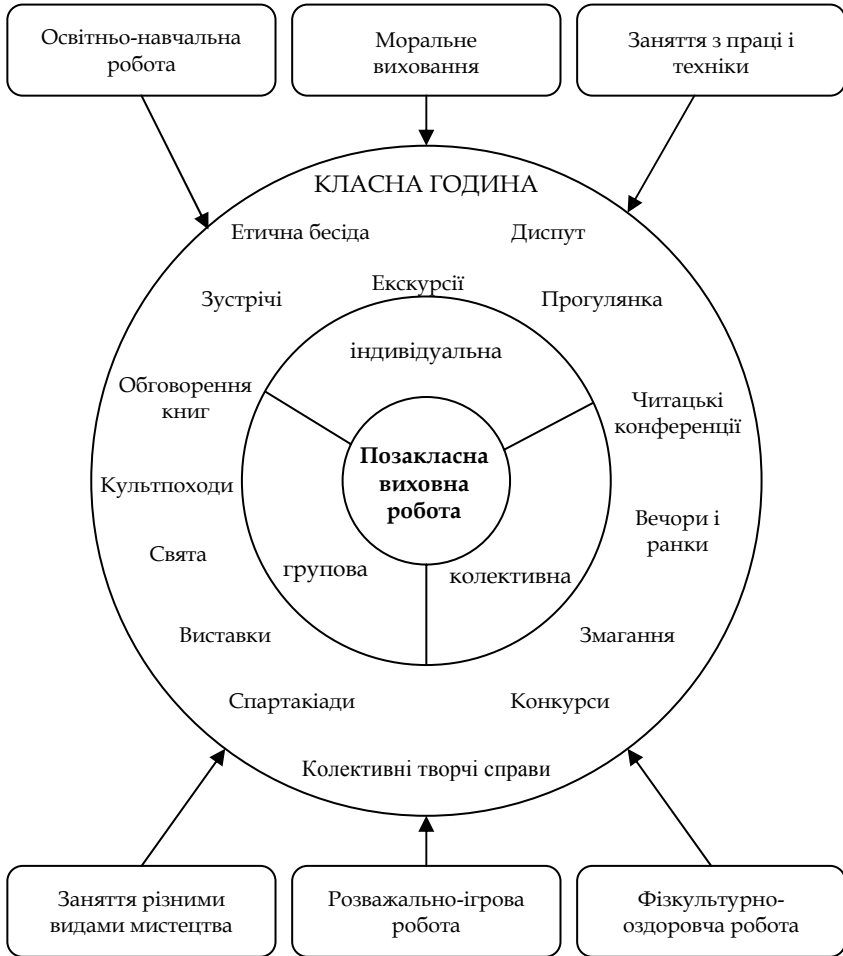 Освітньо-навчальна
робота
Моральне
виховання
Заняття з праці і
техніки
КЛАСНА ГОДИНА
Етична бесіда
Диспут
Зустрічі
Екскурсії
Прогулянка
індивідуальна
Обговорення
книг
Читацькі
конференції
Позакласна
виховна
робота
Культпоходи
Вечори і
ранки
Свята
групова
колективна
Виставки
Змагання
Спартакіади
Конкурси
Колективні творчі справи
Заняття різними
видами мистецтва
Розважально-ігрова
робота
Фізкультурно-
оздоровча робота